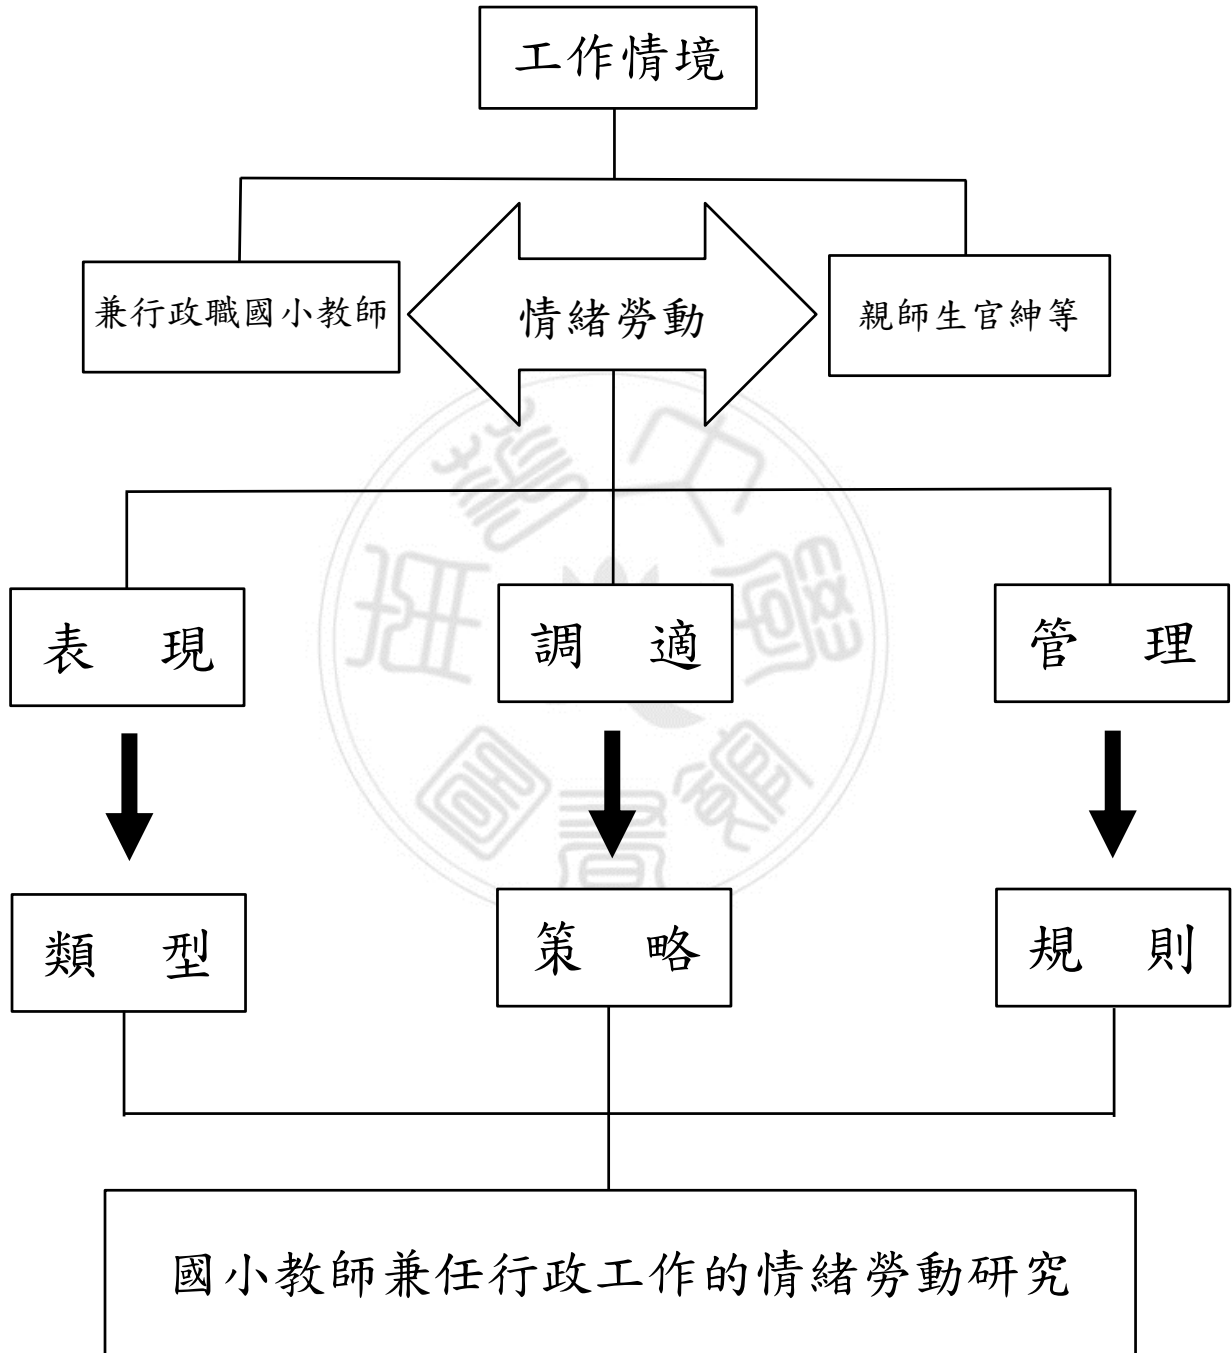 工作情境
兼行政職國小教師
情緒勞動
親師生官紳等
表 現
調 適
管 理
類 型
策 略
規 則
國小教師兼任行政工作的情緒勞動研究